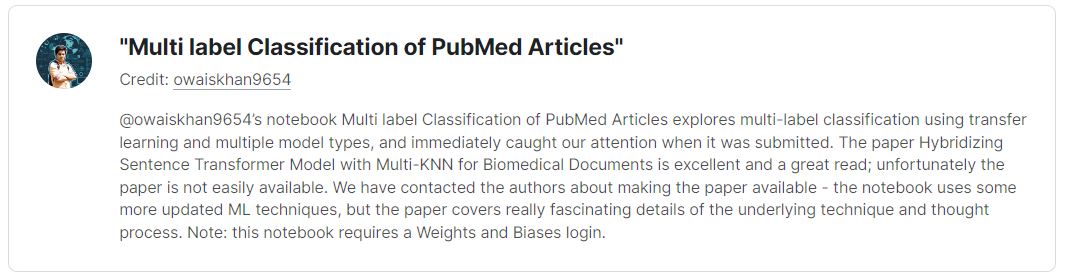 "Multi label Classification of PubMed Articles"
Credit: owaiskhan9654
@owaiskhan9654’s notebook Multi label Classification of PubMed Articles explores multi-label classification using transfer
learning and multiple model types, and immediately caught our attention when it was submitted. The paper Hybridizing
Sentence Transformer Model with Multi-KNN for Biomedical Documents is excellent and a great read; unfortunately the
paper is not easily available. We have contacted the authors about making the paper available - the notebook uses some
more updated ML techniques, but the paper covers really fascinating details of the underlying technique and thought
process. Note: this notebook requires a Weights and Biases login.